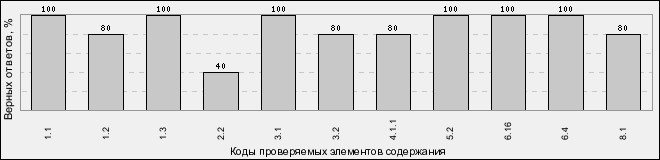 100 80 100 40 100 80 80 100 100 100 80
Верных ответов, %
1.1 1.2 1.3 2.2 3.1 3.2 4.1.1 5.2 6.16 6.4 8.1
Коды проверяемых элементов содержания